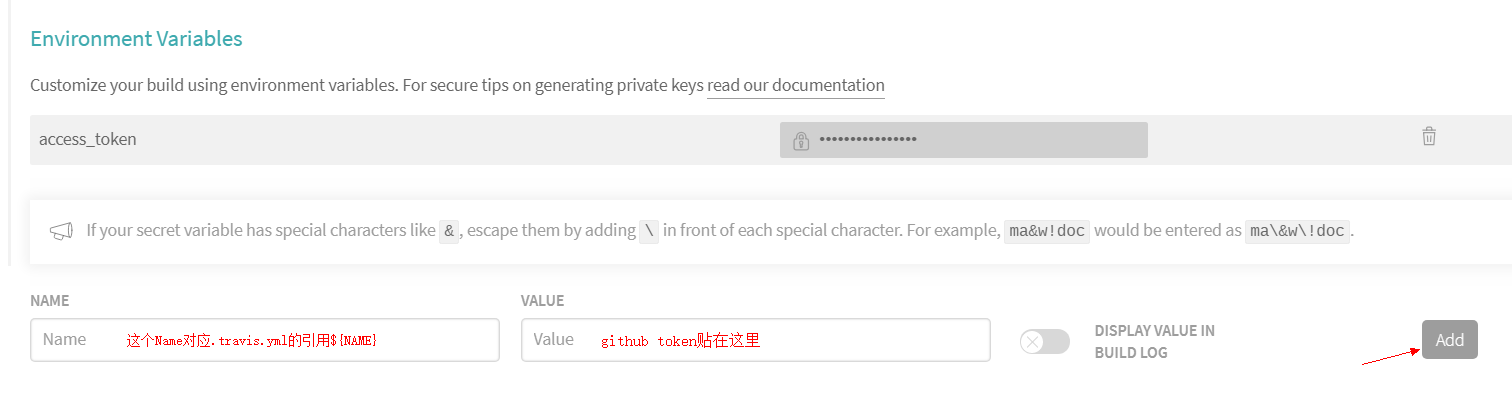 Environment Variables
Customize your build using environment variables. For secure tips on generating private keys read our documentation
access_token ••••••••••••••••
If your secret variable has special characters like & , escape them by adding \ in front of each special character. For example, ma&w!doc would be entered as ma\&w\!doc .
NAME VALUE
Name 这个Name对应.travis.yml的引用${NAME} Value github token贴在这里 DISPLAY VALUE IN
BUILD LOG
Add